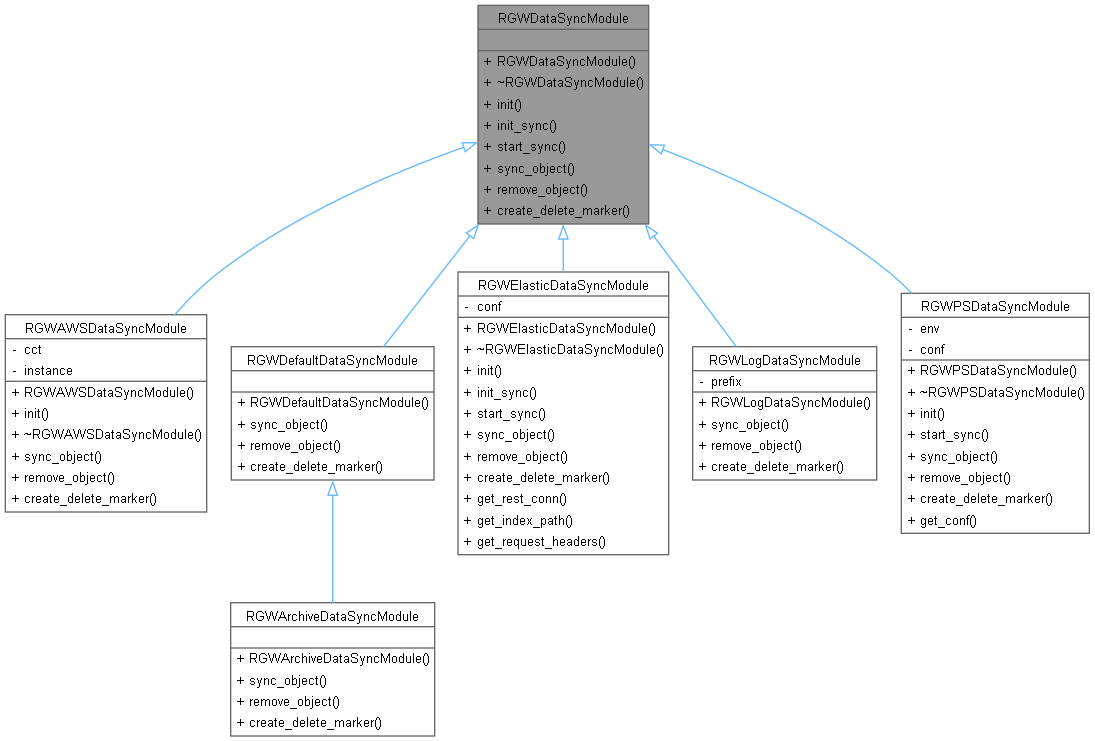 RGWDataSyncModule
+ RGWDataSyncModule()
+ ~RGWDataSyncModule()
+ init()
+ init_sync()
+ start_sync()
+ sync_object()
+ remove_object()
+ create_delete_marker()
RGWAWSDataSyncModule
- cct
- instance
+ RGWAWSDataSyncModule()
+ init()
+ ~RGWAWSDataSyncModule()
+ sync_object()
+ remove_object()
+ create_delete_marker()
RGWDefaultDataSyncModule
+ RGWDefaultDataSyncModule()
+ sync_object()
+ remove_object()
+ create_delete_marker()
RGWElasticDataSyncModule
- conf
+ RGWElasticDataSyncModule()
+ ~RGWElasticDataSyncModule()
+ init()
+ init_sync()
+ start_sync()
+ sync_object()
+ remove_object()
+ create_delete_marker()
+ get_rest_conn()
+ get_index_path()
+ get_request_headers()
RGWLogDataSyncModule
- prefix
+ RGWLogDataSyncModule()
+ sync_object()
+ remove_object()
+ create_delete_marker()
RGWPSDataSyncModule
- env
- conf
+ RGWPSDataSyncModule()
+ ~RGWPSDataSyncModule()
+ init()
+ start_sync()
+ sync_object()
+ remove_object()
+ create_delete_marker()
+ get_conf()
RGWArchiveDataSyncModule
+ RGWArchiveDataSyncModule()
+ sync_object()
+ remove_object()
+ create_delete_marker()